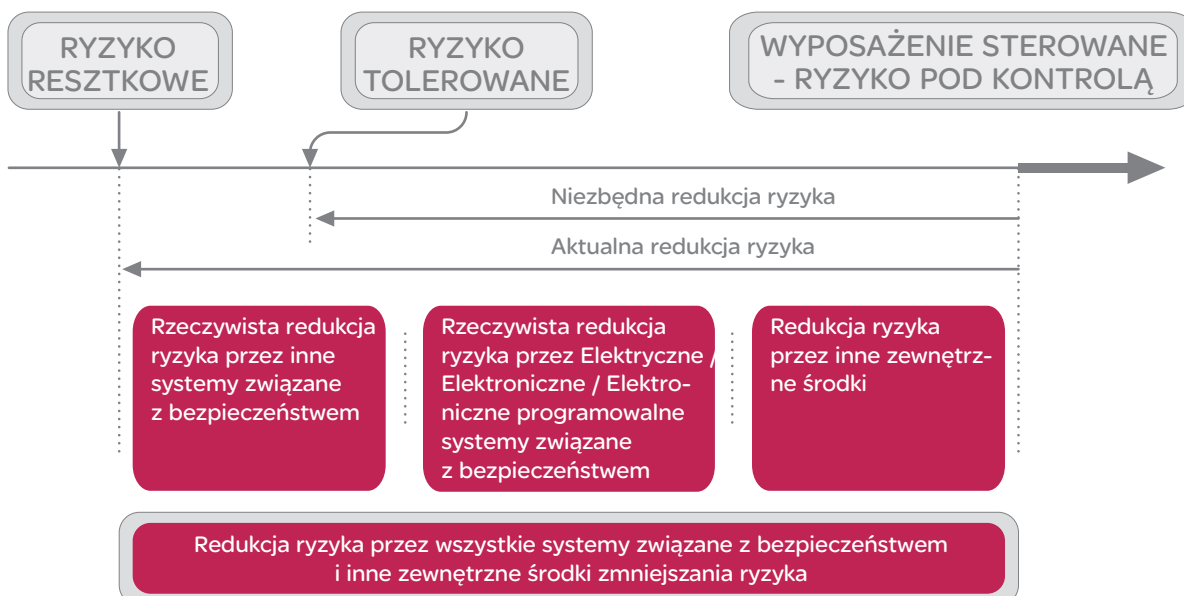 RYZYKO
RESZTKOWE
RYZYKO
TOLEROWANE
WYPOSAŻENIE STEROWANE
- RYZYKO POD KONTROLĄ
Niezbędna redukcja ryzyka
Aktualna redukcja ryzyka
Rzeczywista redukcja
ryzyka przez inne
systemy związane
z bezpieczeństwem
Rzeczywista redukcja
ryzyka przez Elektryczne /
Elektroniczne / Elektro-
niczne programowalne
systemy związane
z bezpieczeństwem
Redukcja ryzyka
przez inne zewnętrz-
ne środki
Redukcja ryzyka przez wszystkie systemy związane z bezpieczeństwem
i inne zewnętrzne środki zmniejszania ryzyka